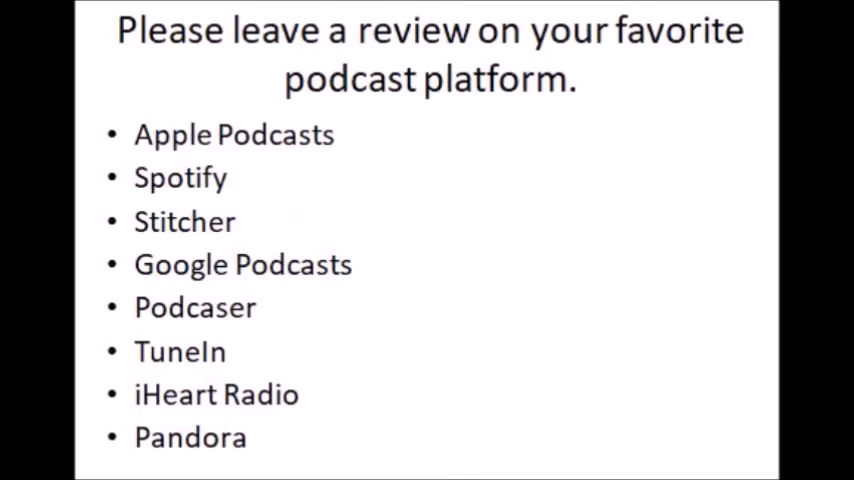 Please leave a review on your favorite
podcast platform.
• Apple Podcasts
• Spotify
• Stitcher
• Google Podcasts
• Podcaser
• TuneIn
• iHeart Radio
• Pandora